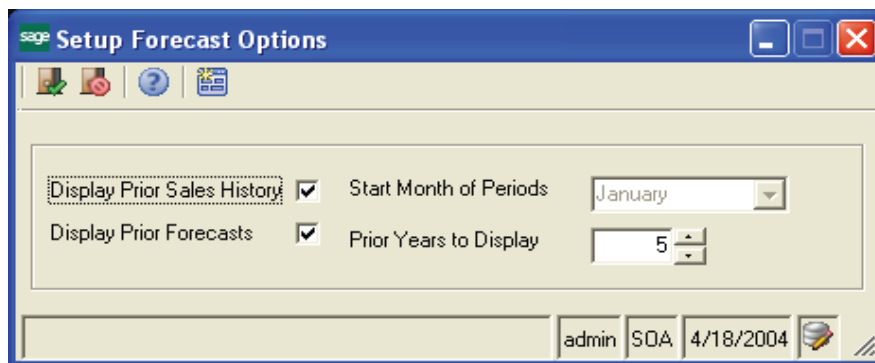 sage Setup Forecast Options
Display Prior Sales History Start Month of Periods January
Display Prior Forecasts Prior Years to Display 5
admin SOA 4/18/2004